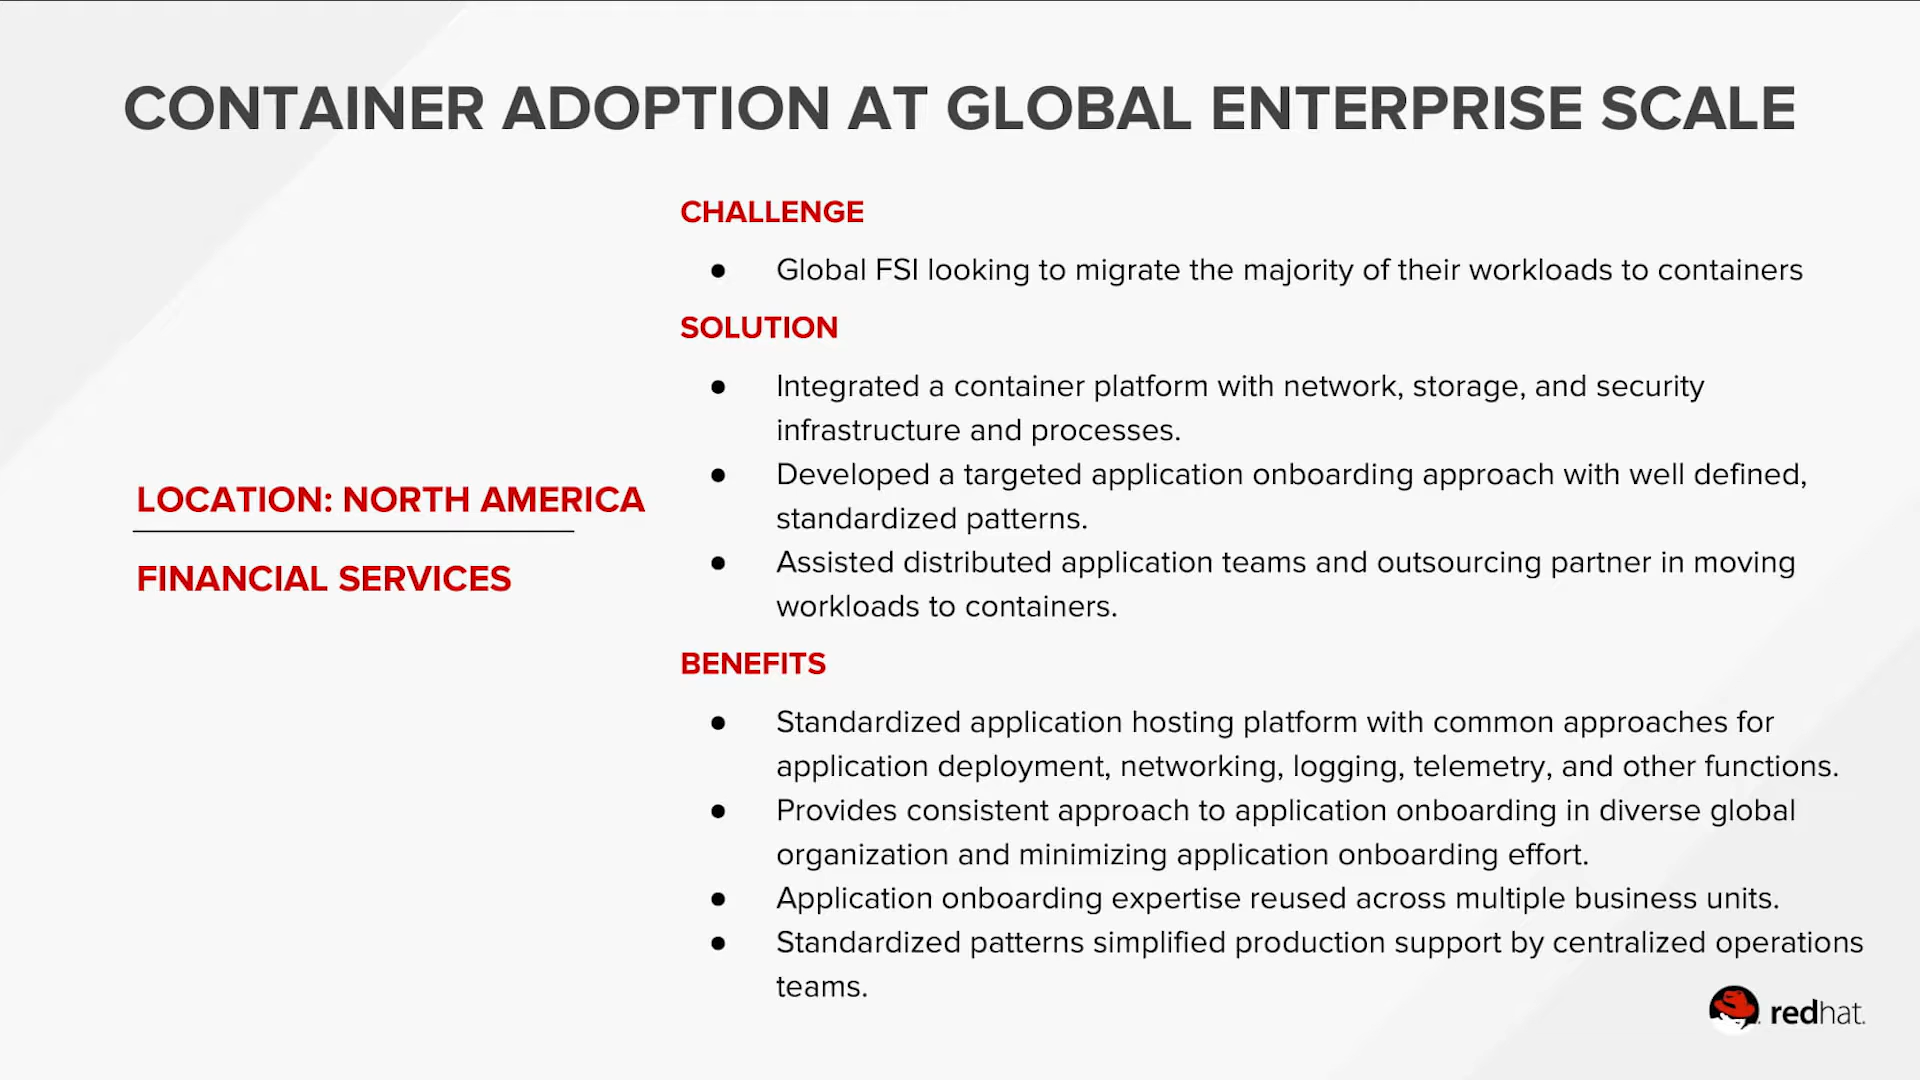 CONTAINER ADOPTION AT GLOBAL ENTERPRISE SCALE
LOCATION: NORTH AMERICA
FINANCIAL SERVICES
CHALLENGE
● Global FSI looking to migrate the majority of their workloads to containers
SOLUTION
● Integrated a container platform with network, storage, and security
infrastructure and processes.
● Developed a targeted application onboarding approach with well defined,
standardized patterns.
● Assisted distributed application teams and outsourcing partner in moving
workloads to containers.
BENEFITS
● Standardized application hosting platform with common approaches for
application deployment, networking, logging, telemetry, and other functions.
● Provides consistent approach to application onboarding in diverse global
organization and minimizing application onboarding effort.
● Application onboarding expertise reused across multiple business units.
● Standardized patterns simplified production support by centralized operations
teams.
redhat.